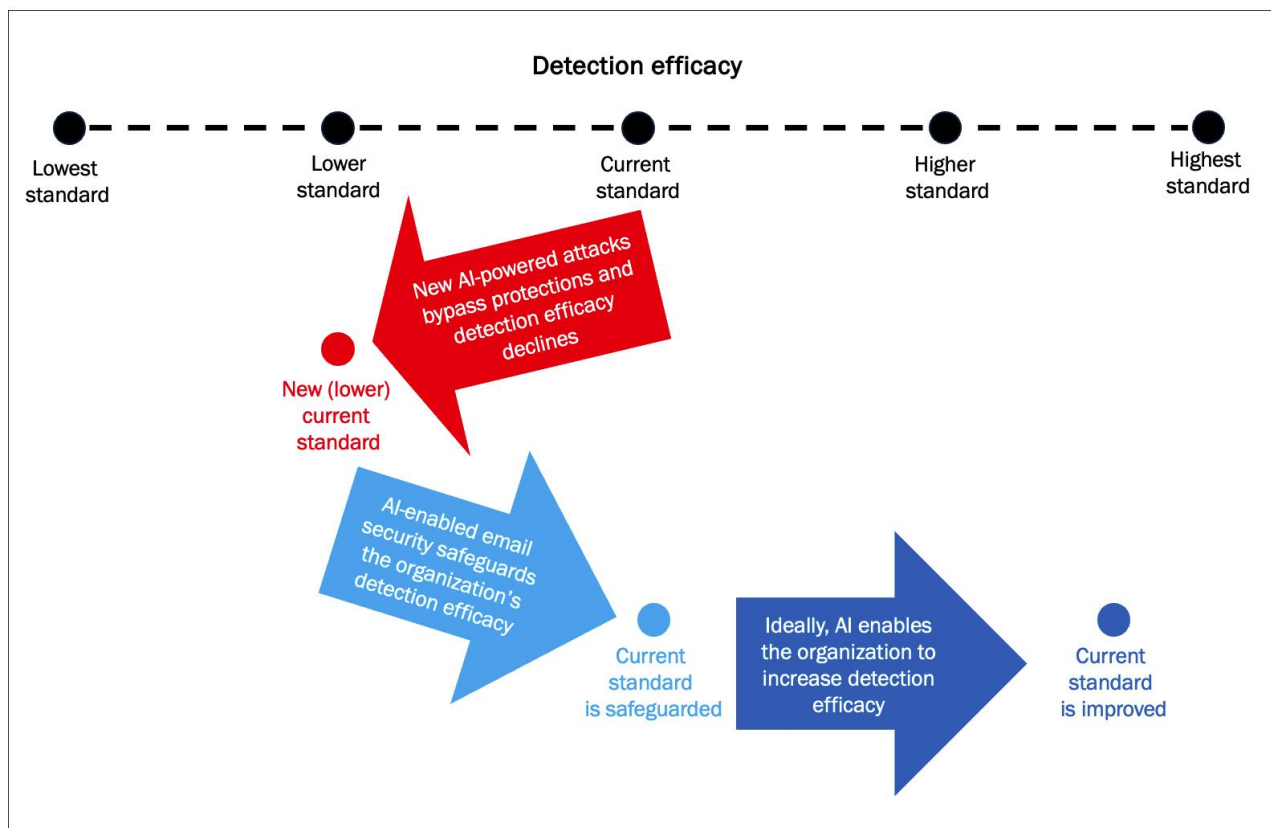 Detection efficacy
Lowest
standard
Lower
standard
Current
standard
Higher
standard
Highest
standard
New AI-powered attacks
bypass protections and
detection efficacy
declines
New (lower)
current
standard
AI-enabled email
security safeguards
the organization's
detection efficacy
Current
standard
is safeguarded
Ideally, AI enables
the organization to
increase detection
efficacy
Current
standard
is improved